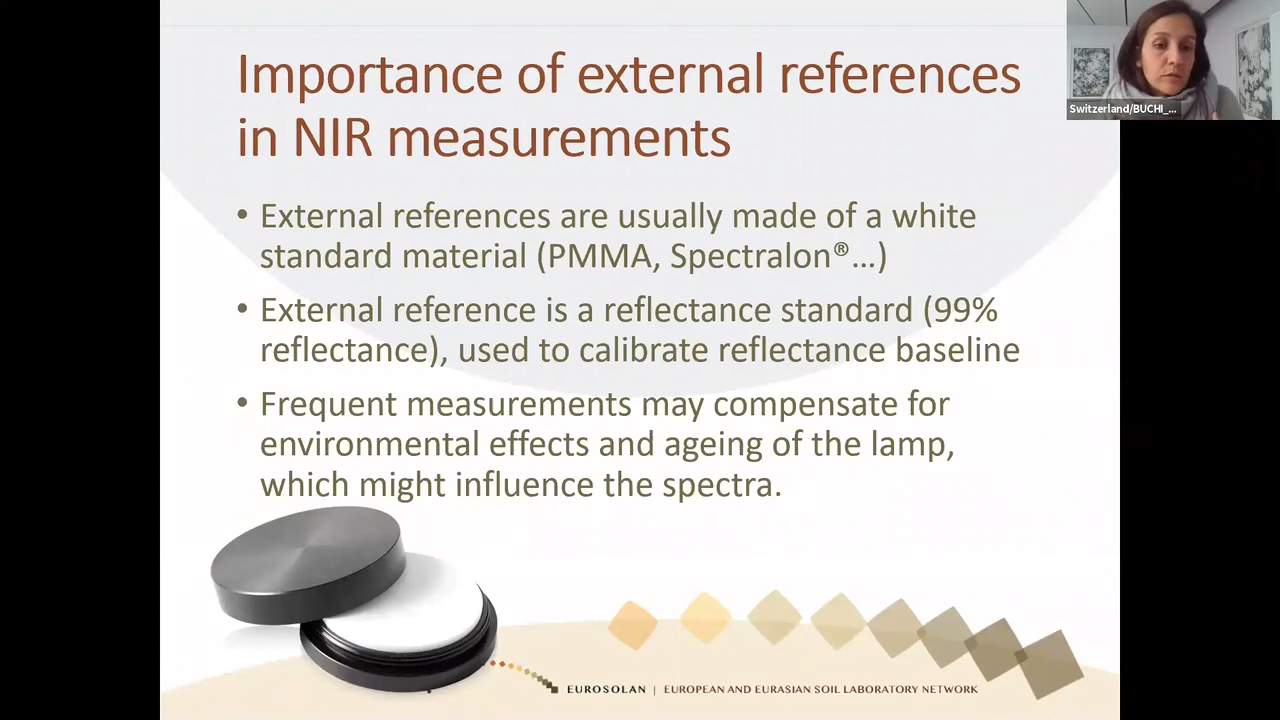 Importance of external references
in NIR measurements
• External references are usually made of a white
standard material (PMMA, Spectralon®…)
• External reference is a reflectance standard (99%
reflectance), used to calibrate reflectance baseline
• Frequent measurements may compensate for
environmental effects and ageing of the lamp,
which might influence the spectra.
EUROSOLAN | EUROPEAN AND EURASIAN SOIL LABORATORY NETWORK
Switzerland/BUCHI_...